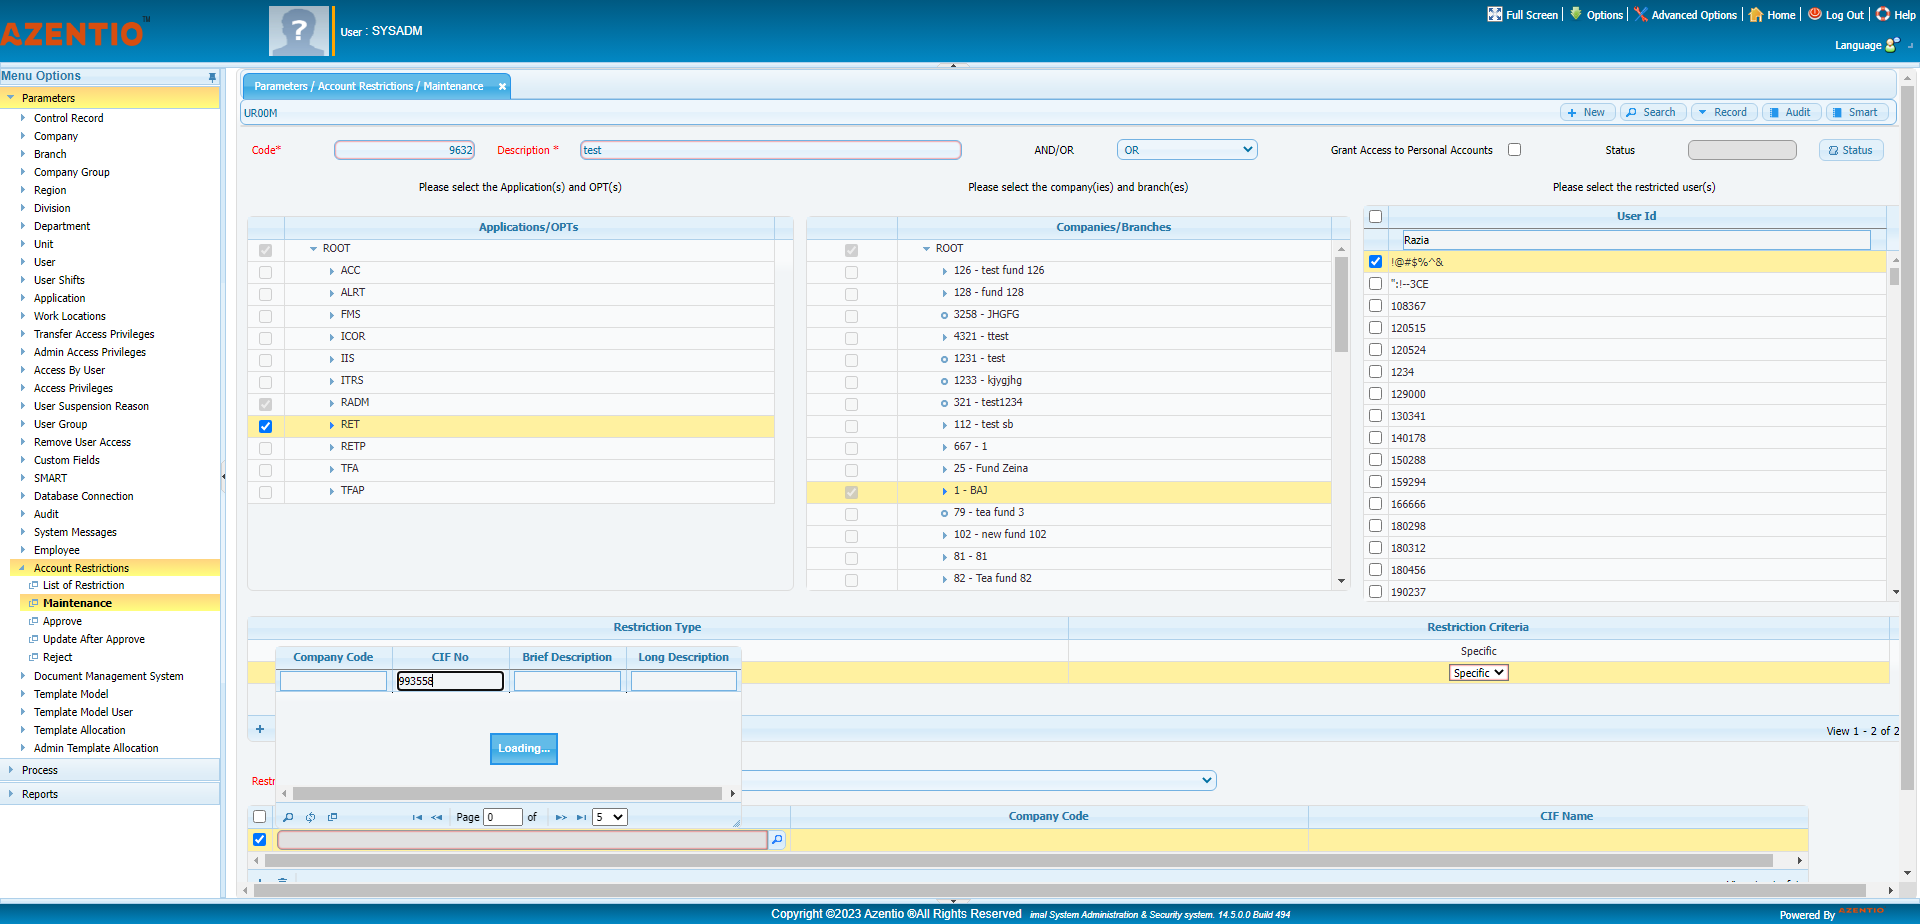 AZENTIO™
User : SYSADM
Full Screen
Options
Advanced Options
Home
Log Out
Help
Language
Menu Options
Parameters
Control Record
Company
Branch
Company Group
Region
Division
Department
Unit
User
User Shifts
Application
Work Locations
Transfer Access Privileges
Admin Access Privileges
Access By User
Access Privileges
User Suspension Reason
User Group
Remove User Access
Custom Fields
SMART
Database Connection
Audit
System Messages
Employee
Account Restrictions
List of Restriction
Maintenance
Approve
Update After Approve
Reject
Document Management System
Template Model
Template Model User
Template Allocation
Admin Template Allocation
Process
Reports
Parameters / Account Restrictions / Maintenance
UR00M
New
Search
Record
Audit
Smart
Code* 9632
Description * test
AND/OR OR
Grant Access to Personal Accounts
Status
Status
Please select the Application(s) and OPT(s)
Applications/OPTs
ROOT
ACC
ALRT
FMS
ICOR
IIS
ITRS
RADM
RET
RETP
TFA
TFAP
Please select the company(ies) and branch(es)
Companies/Branches
ROOT
126 - test fund 126
128 - fund 128
3258 - JHGFG
4321 - ttest
1231 - test
1233 - kjygjhg
321 - test1234
112 - test sb
667 - 1
25 - Fund Zeina
1 - BAJ
79 - tea fund 3
102 - new fund 102
81 - 81
82 - Tea fund 82
Please select the restricted user(s)
User Id
Razia
!@#$%^&
":!--3CE
108367
120515
120524
1234
129000
130341
140178
150288
159294
166666
180298
180312
180456
190237
Restriction Type
Restriction Criteria
Specific
Specific
View 1 - 2 of 2
Company Code
CIF No
Brief Description
Long Description
993558
Loading...
Page 0 of
5
Restr
Company Code
CIF Name
Copyright ©2023 Azentio ®All Rights Reserved
imal System Administration & Security system. 14.5.0.0 Build 494
Powered By AZENTIO